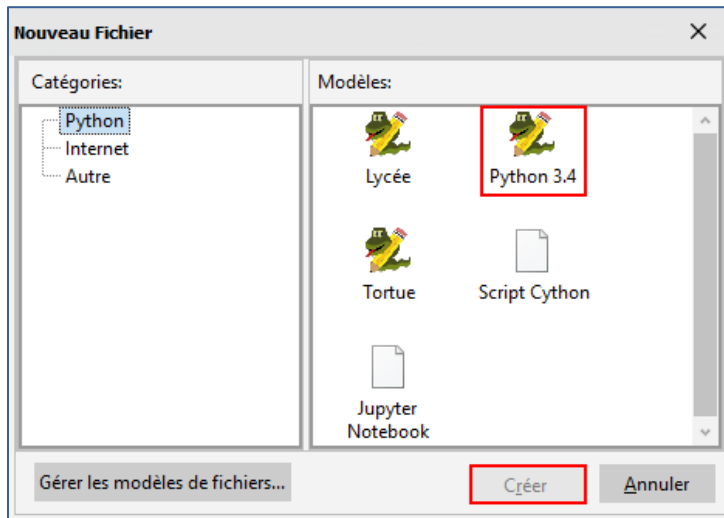 Nouveau Fichier
Catégories:
Modèles:
Python
Internet
Autre
Lycée
Python 3.4
Tortue
Script Cython
Jupyter
Notebook
Gérer les modèles de fichiers...
Créer
Annuler